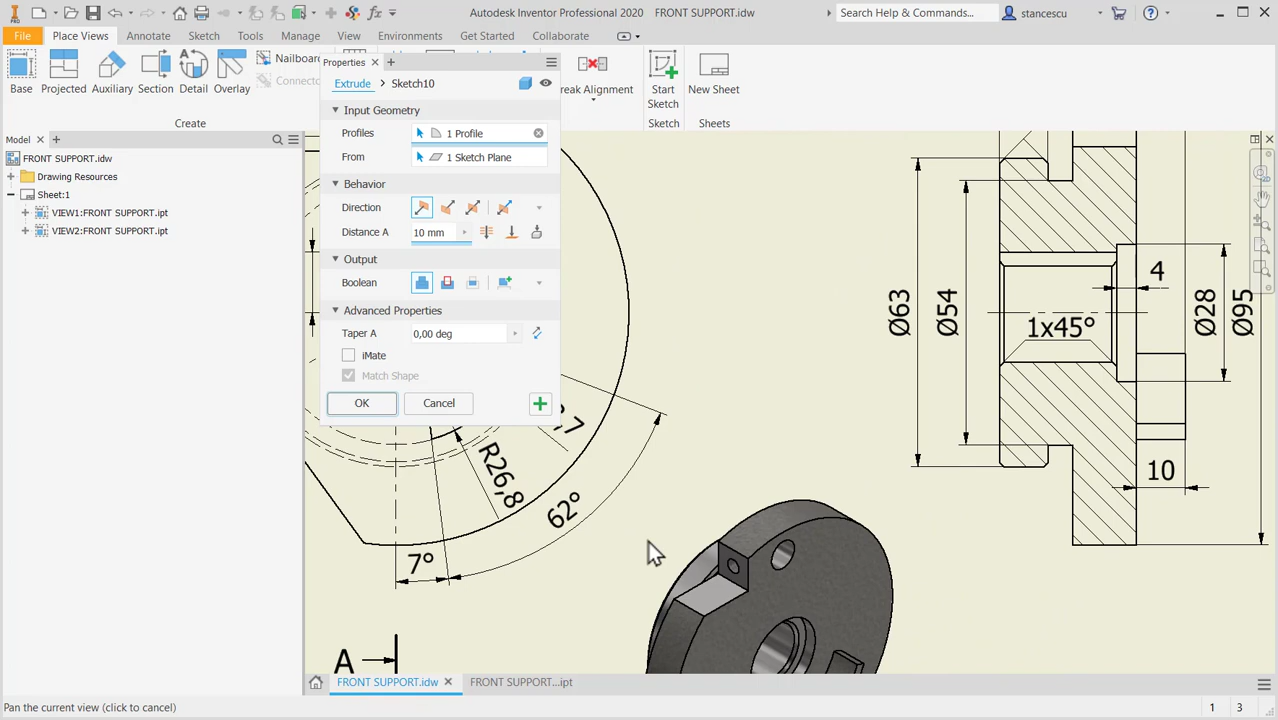 Autodesk Inventor Professional 2020 FRONT SUPPORT.idw
Search Help & Commands...
stancescu
PRO
File
Place Views
Annotate
Sketch
Tools
Manage
View
Environments
Get Started
Collaborate
Base
Projected
Auxiliary
Section
Detail
Overlay
Nailboard
Connector
Break Alignment
Start
Sketch
New Sheet
Create
Sketch
Sheets
Properties
Extrude > Sketch10
Input Geometry
Profiles
1 Profile
From
1 Sketch Plane
Behavior
Direction
Distance A
10 mm
Output
Boolean
Advanced Properties
Taper A
0,00 deg
iMate
Match Shape
OK
Cancel
Model
FRONT SUPPORT.idw
Drawing Resources
Sheet:1
VIEW1:FRONT SUPPORT.ipt
VIEW2:FRONT SUPPORT.ipt
Ø63
Ø54
1x45°
4
Ø28
Ø95
10
R26,8
62°
7°
A
FRONT SUPPORT.idw
FRONT SUPPORT...ipt
Pan the current view (click to cancel)
1
3